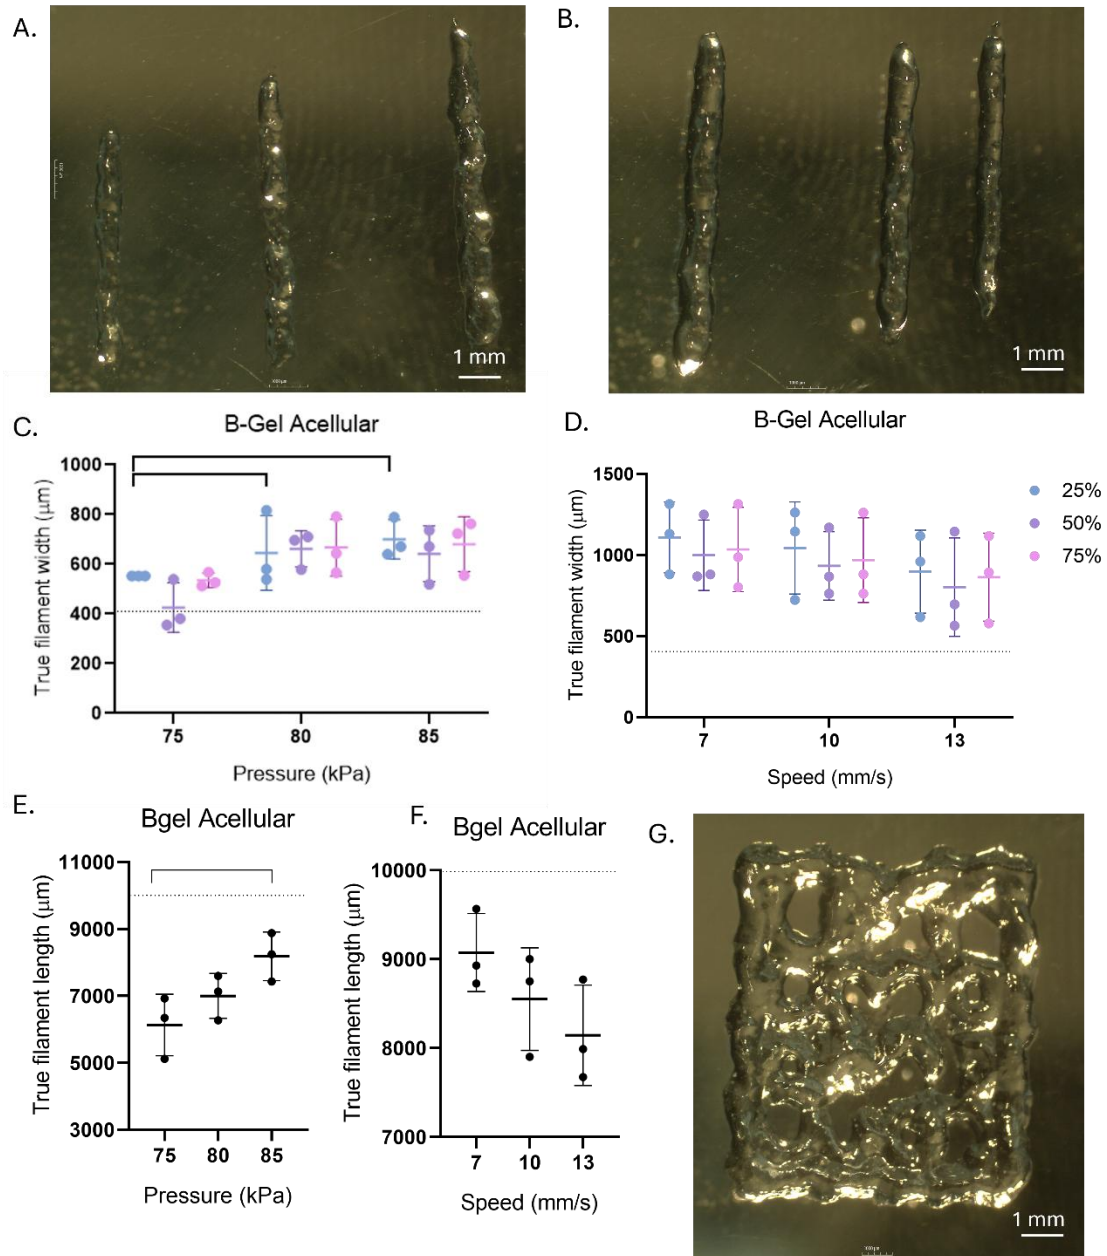 A.
1 mm
B.
1 mm
C.
B-Gel Acellular
True filament width (μm)
1000
800
600
400
200
0
75
80
85
Pressure (kPa)
D.
B-Gel Acellular
True filament width (μm)
1500
1000
500
0
7
10
13
Speed (mm/s)
25%
50%
75%
E.
Bgel Acellular
True filament length (μm)
11000
9000
7000
5000
3000
75
80
85
Pressure (kPa)
F.
Bgel Acellular
True filament length (μm)
10000
9000
8000
7000
7
10
13
Speed (mm/s)
G.
1 mm